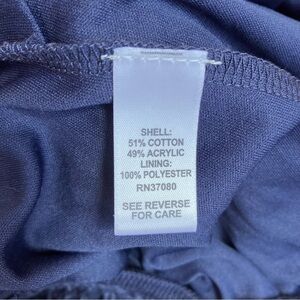 SHELL:
51% COTTON
49% ACRYLIC
LINING:
100% POLYESTER
RN37080
SEE REVERSE
FOR CARE